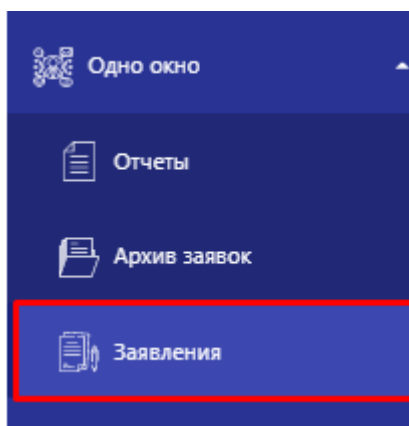 Одно окно
Отчеты
Архив заявок
Заявления